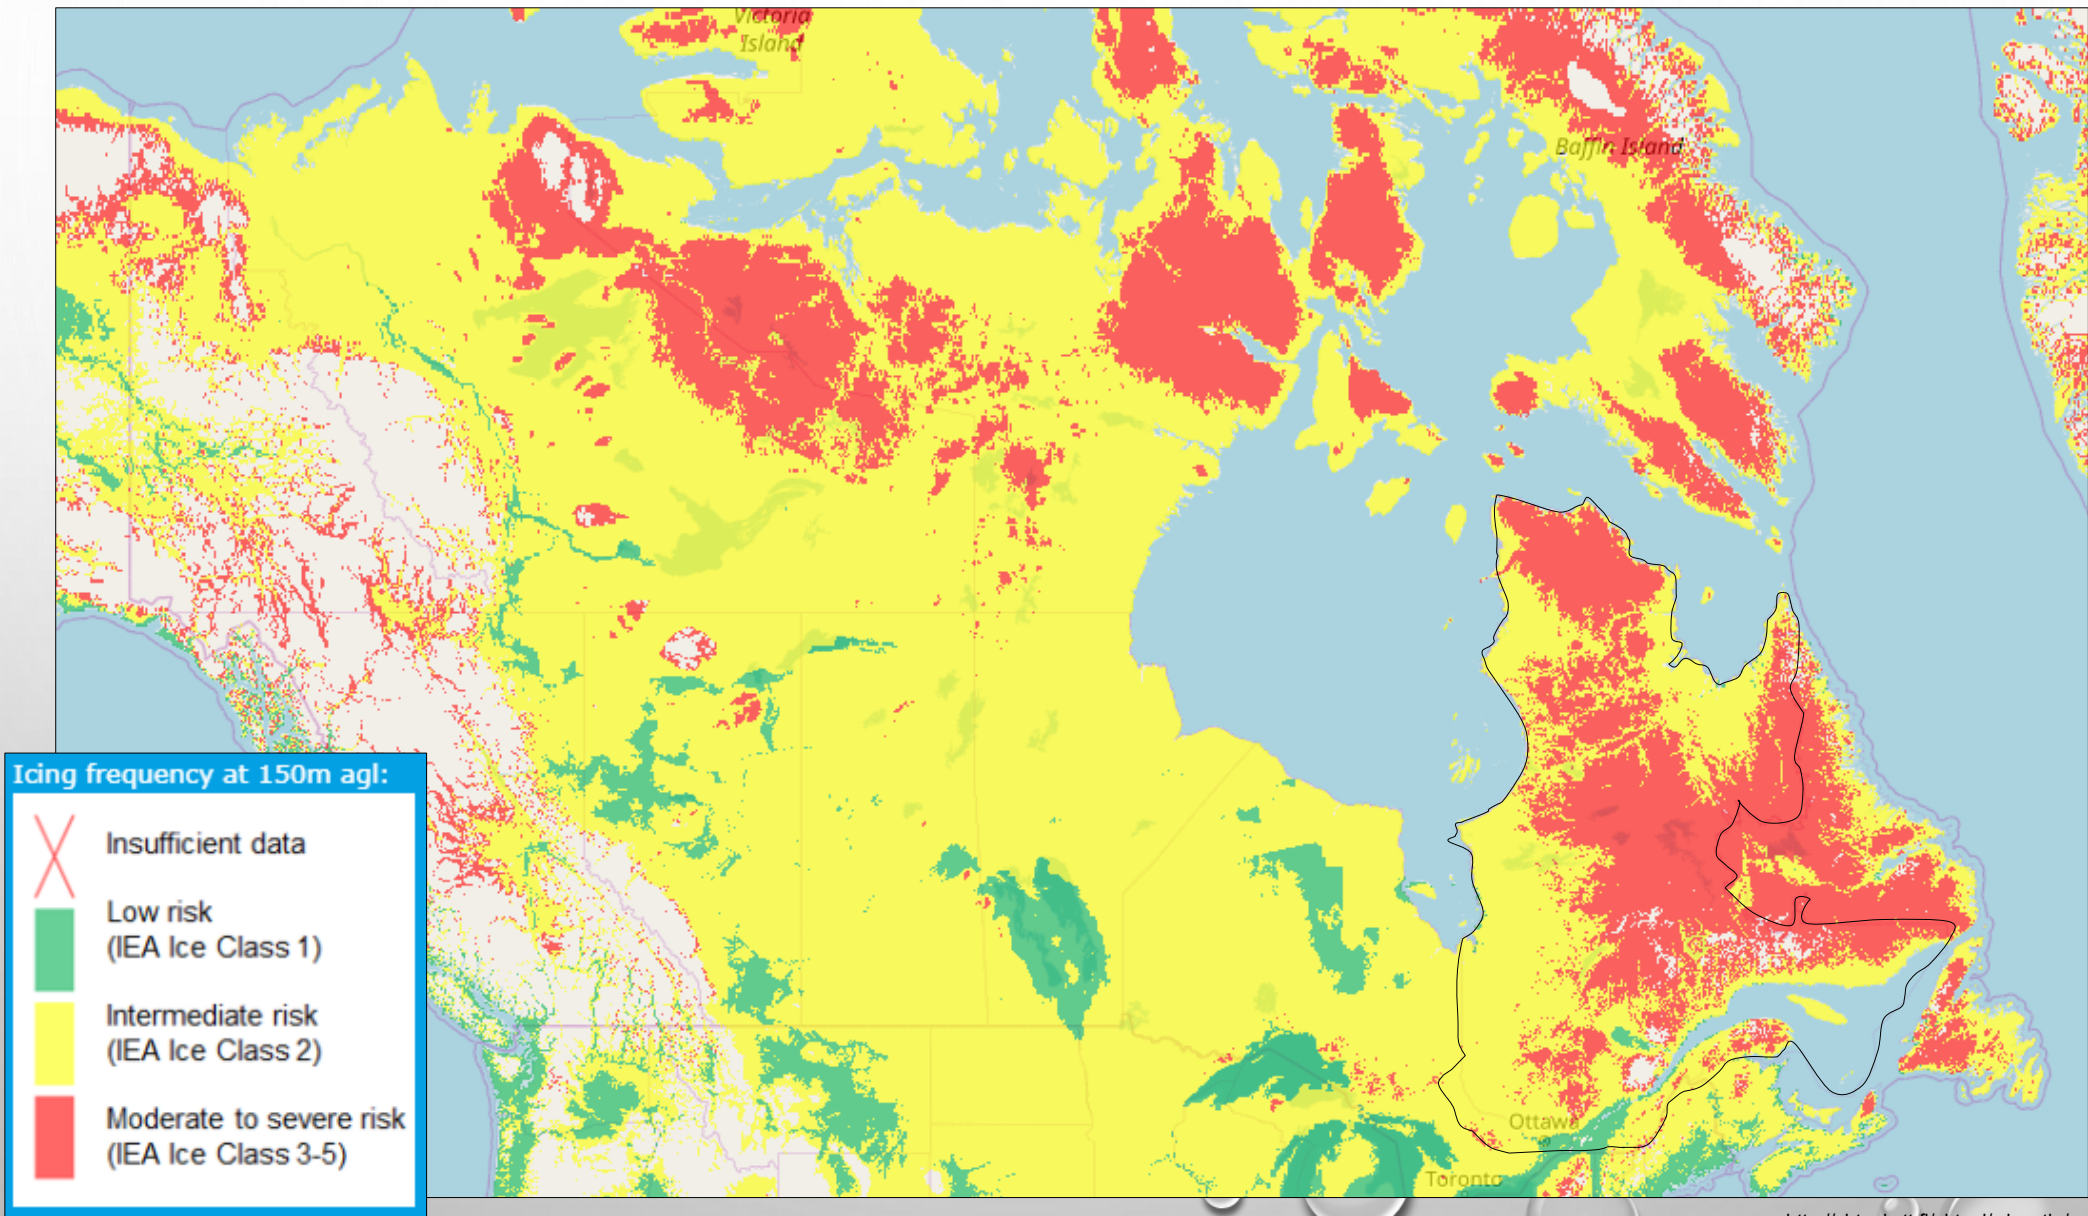 Victoria
Island
Baffin Island
Icing frequency at 150m agl:
Insufficient data
Low risk
(IEA Ice Class 1)
Intermediate risk
(IEA Ice Class 2)
Moderate to severe risk
(IEA Ice Class 3-5)
Ottawa
Toronto